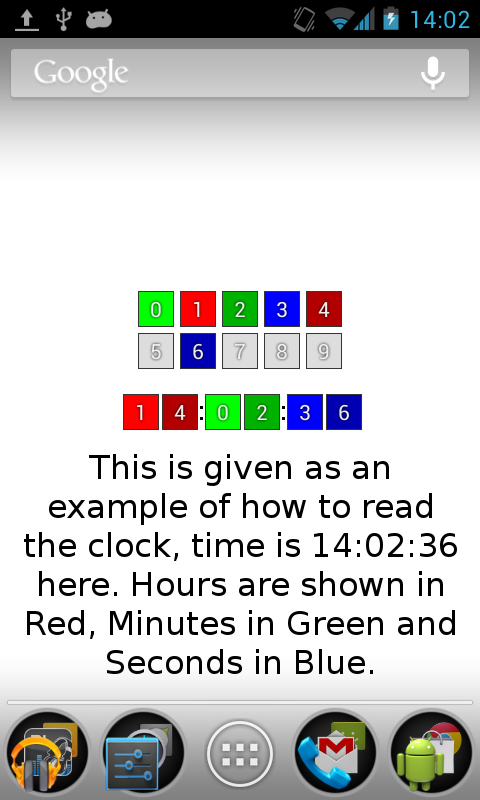 14:02
Google
0 1 2 3 4
5 6 7 8 9
1 4 : 0 2 : 3 6
This is given as an
example of how to read
the clock, time is 14:02:36
here. Hours are shown in
Red, Minutes in Green and
Seconds in Blue.